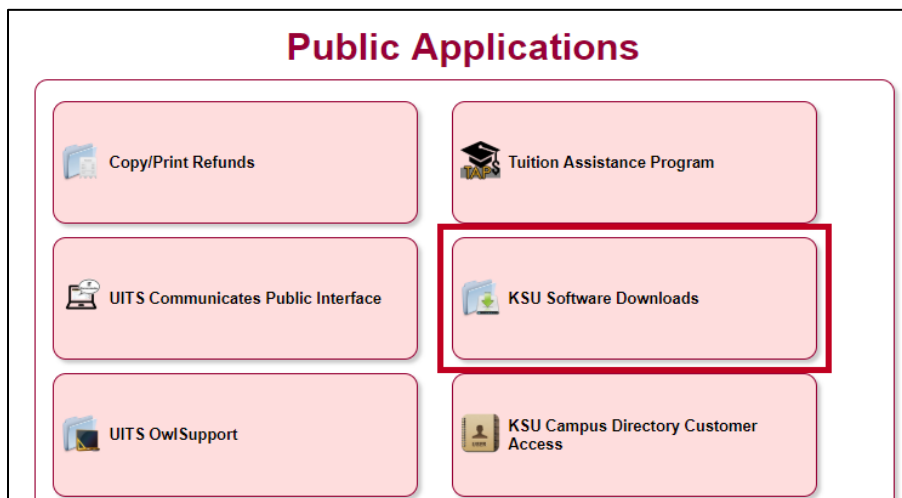 Public Applications
Copy/Print Refunds
TAP$
Tuition Assistance Program
UITS Communicates Public Interface
KSU Software Downloads
UITS OwlSupport
USER
KSU Campus Directory Customer
Access